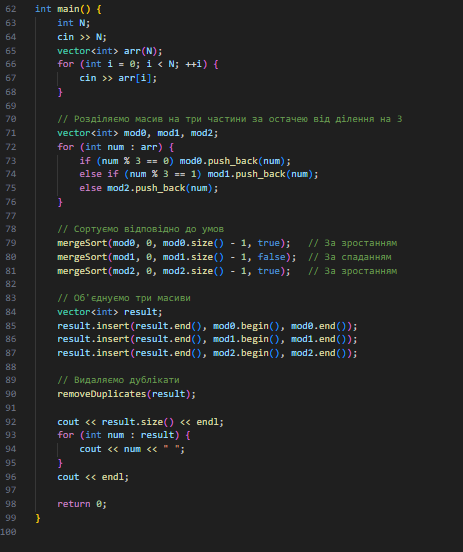 62 int main() {
63     int N;
64     cin >> N;
65     vector<int> arr(N);
66     for (int i = 0; i < N; ++i) {
67         cin >> arr[i];
68     }
69
70     // Розділяємо масив на три частини за остачею від ділення на 3
71     vector<int> mod0, mod1, mod2;
72     for (int num : arr) {
73         if (num % 3 == 0) mod0.push_back(num);
74         else if (num % 3 == 1) mod1.push_back(num);
75         else mod2.push_back(num);
76     }
77
78     // Сортуємо відповідно до умов
79     mergeSort(mod0, 0, mod0.size() - 1, true);   // За зростанням
80     mergeSort(mod1, 0, mod1.size() - 1, false);  // За спаданням
81     mergeSort(mod2, 0, mod2.size() - 1, true);   // За зростанням
82
83     // Об'єднуємо три масиви
84     vector<int> result;
85     result.insert(result.end(), mod0.begin(), mod0.end());
86     result.insert(result.end(), mod1.begin(), mod1.end());
87     result.insert(result.end(), mod2.begin(), mod2.end());
88
89     // Видаляємо дублікати
90     removeDuplicates(result);
91
92     cout << result.size() << endl;
93     for (int num : result) {
94         cout << num << " ";
95     }
96     cout << endl;
97
98     return 0;
99 }
100